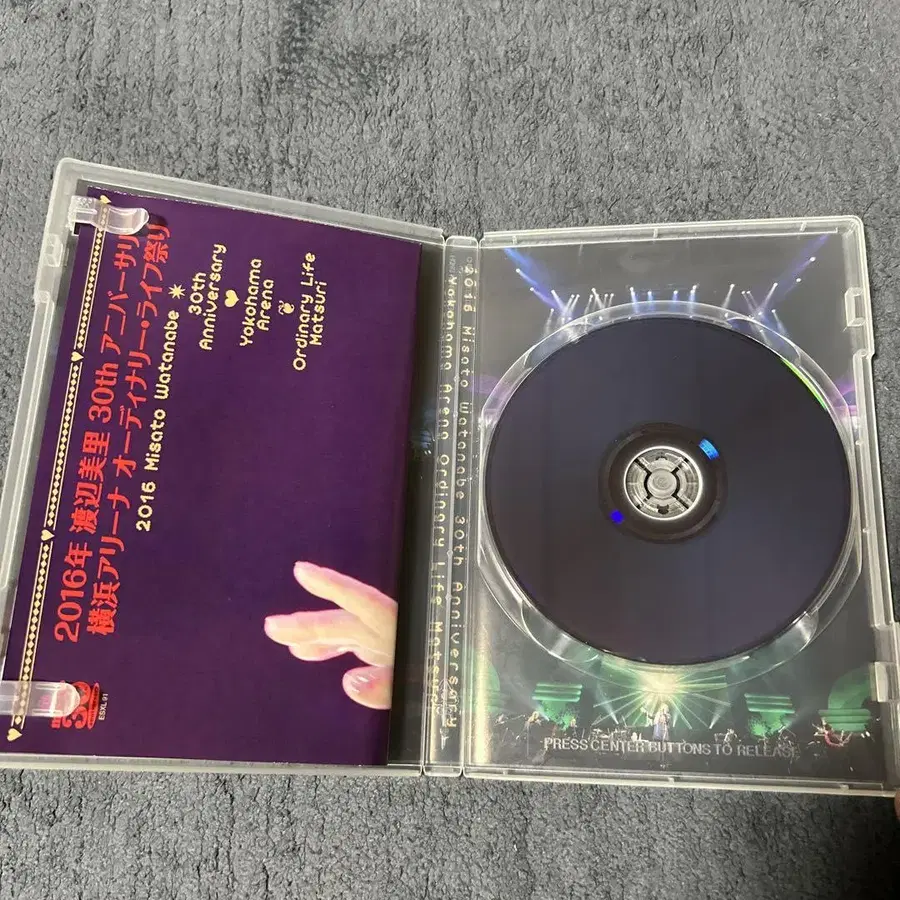 2016年 渡辺美里 30th アニバーサリー
横浜アリーナ オーディナリー・ライフ祭り
2016 Misato Watanabe
30th
Anniversary
Yokohama
Arena
Ordinary Life
Matsuri
ESXL 91
2016 Misato Watanabe 30th Anniversary
Yokohama Arena Ordinary Life Matsuri
PRESS CENTER BUTTONS TO RELEASE